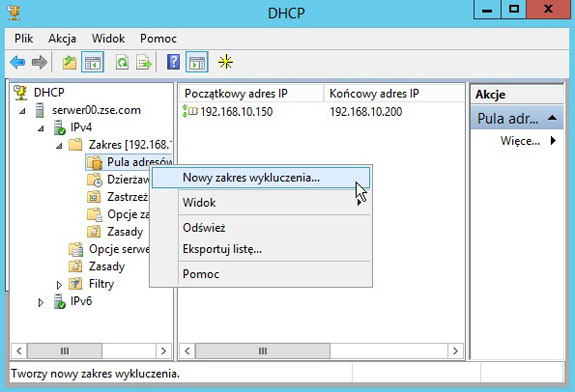 DHCP
Plik Akcja Widok Pomoc
DHCP
serwer00.zse.com
IPv4
Zakres [192.168.1
Pula adresów
Dzierżaw
Zastrzeż
Opcje za
Zasady
Opcje serwe
Zasady
Filtry
IPv6
Początkowy adres IP Końcowy adres IP
192.168.10.150 192.168.10.200
Nowy zakres wykluczenia...
Widok
Odśwież
Eksportuj listę...
Pomoc
Akcje
Pula adr...
Więce...
Tworzy nowy zakres wykluczenia.